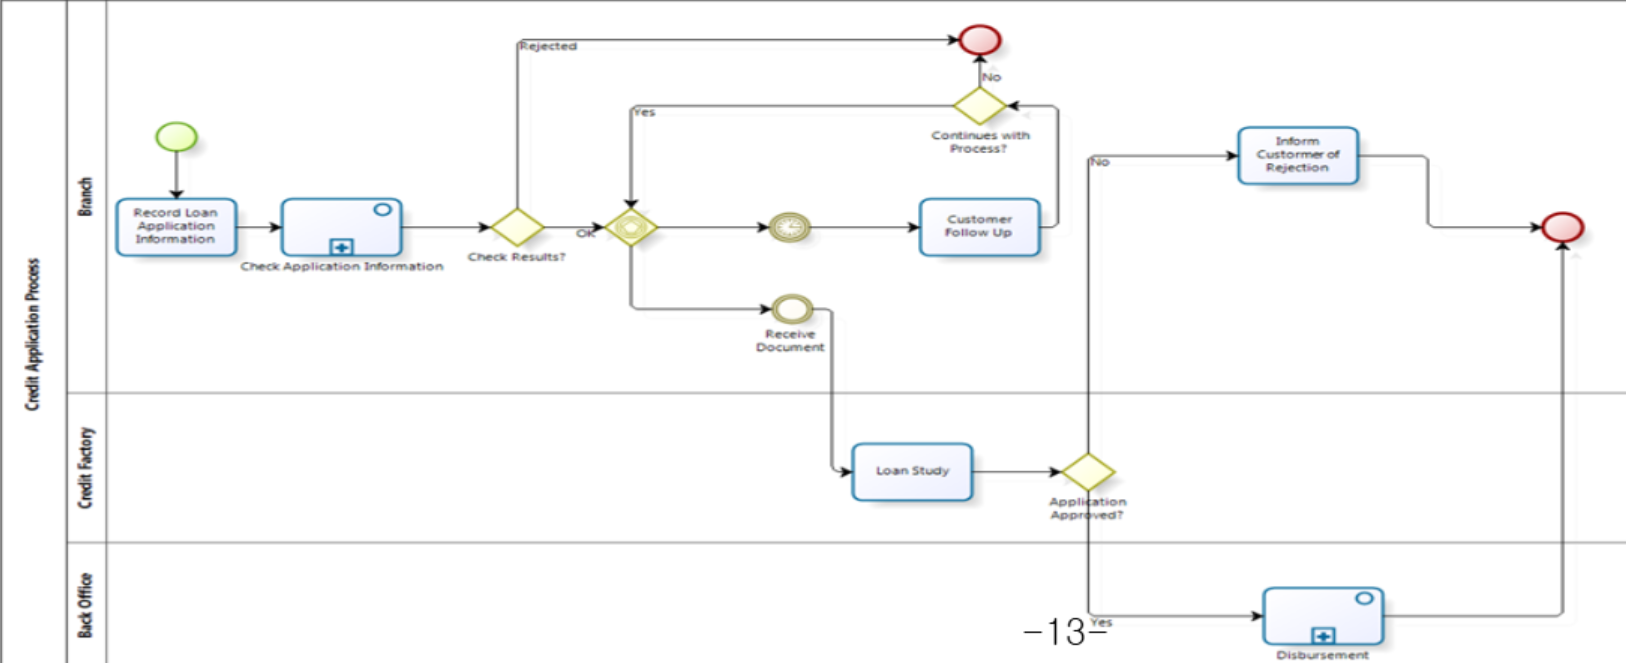 Credit Application Process
Branch
Credit Factory
Back Office
Record Loan
Application
Information
Check Application Information
Check Results?
Rejected
OK
Yes
No
Continues with
Process?
Customer
Follow Up
Receive
Document
Loan Study
Application
Approved?
No
Inform
Custormer of
Rejection
Yes
Disbursement
-13-